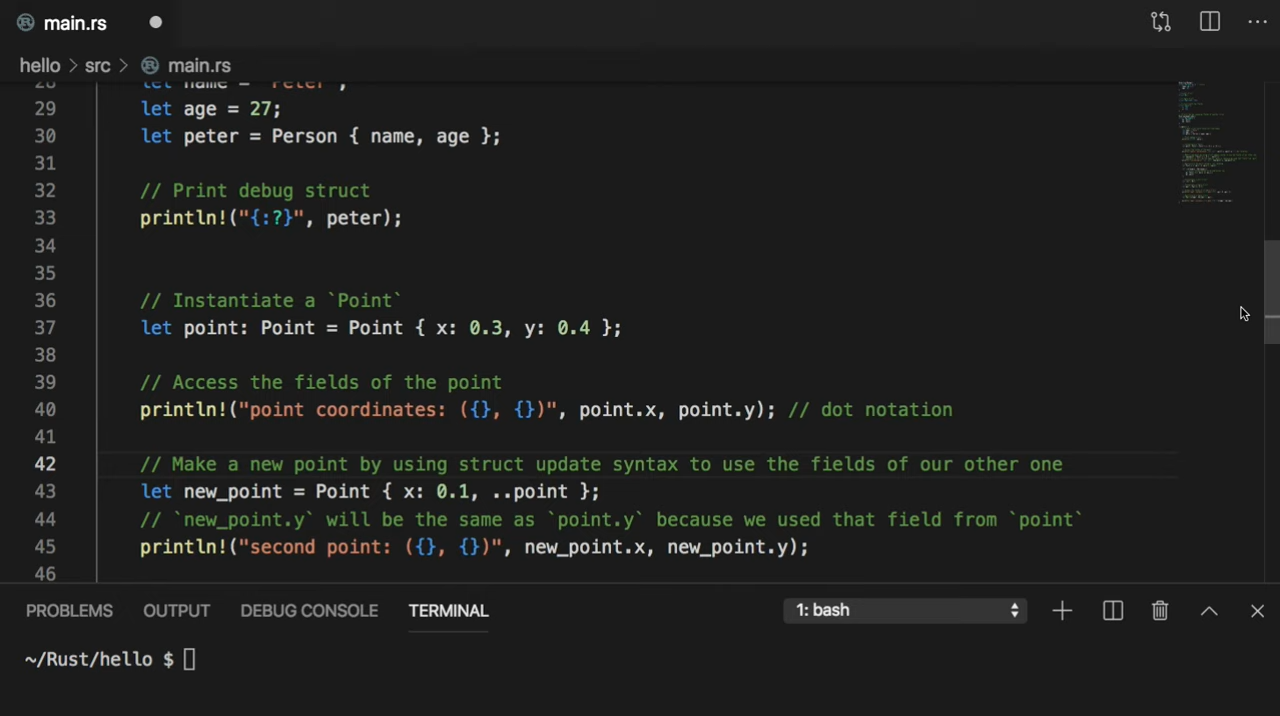 main.rs
hello > src > main.rs
28 let name = "Peter";
29 let age = 27;
30 let peter = Person { name, age };
31
32 // Print debug struct
33 println!("{:?}", peter);
34
35
36 // Instantiate a `Point`
37 let point: Point = Point { x: 0.3, y: 0.4 };
38
39 // Access the fields of the point
40 println!("point coordinates: ({}, {})", point.x, point.y); // dot notation
41
42 // Make a new point by using struct update syntax to use the fields of our other one
43 let new_point = Point { x: 0.1, ..point };
44 // `new_point.y` will be the same as `point.y` because we used that field from `point`
45 println!("second point: ({}, {})", new_point.x, new_point.y);
46
PROBLEMS OUTPUT DEBUG CONSOLE TERMINAL 1: bash
~/Rust/hello $